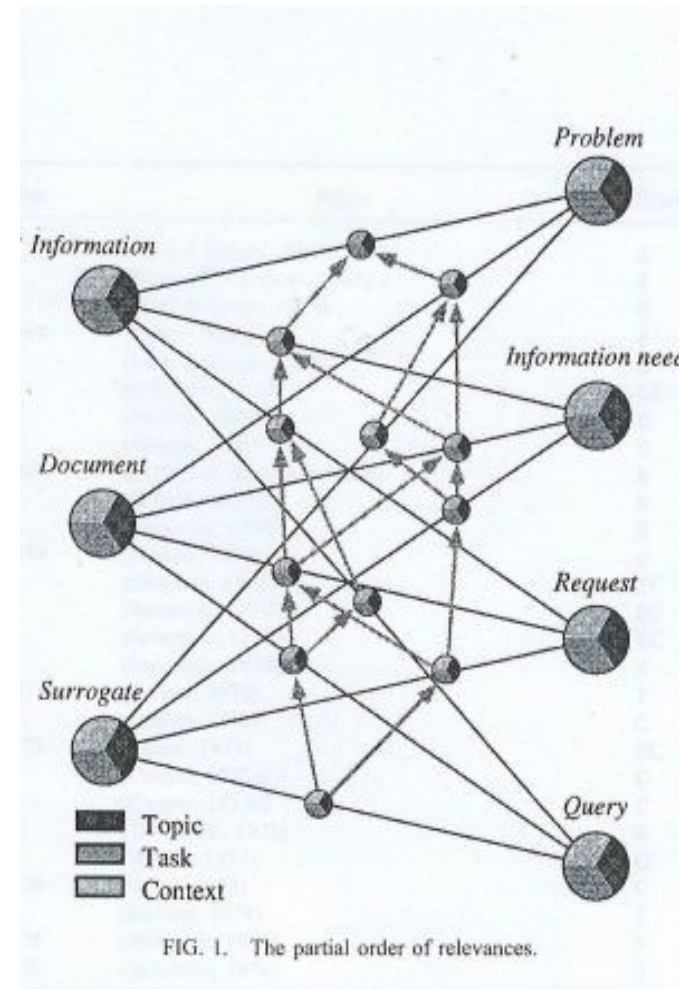 Problem
Information
Information need
Document
Request
Surrogate
Query
Topic
Task
Context
FIG. 1. The partial order of relevances.